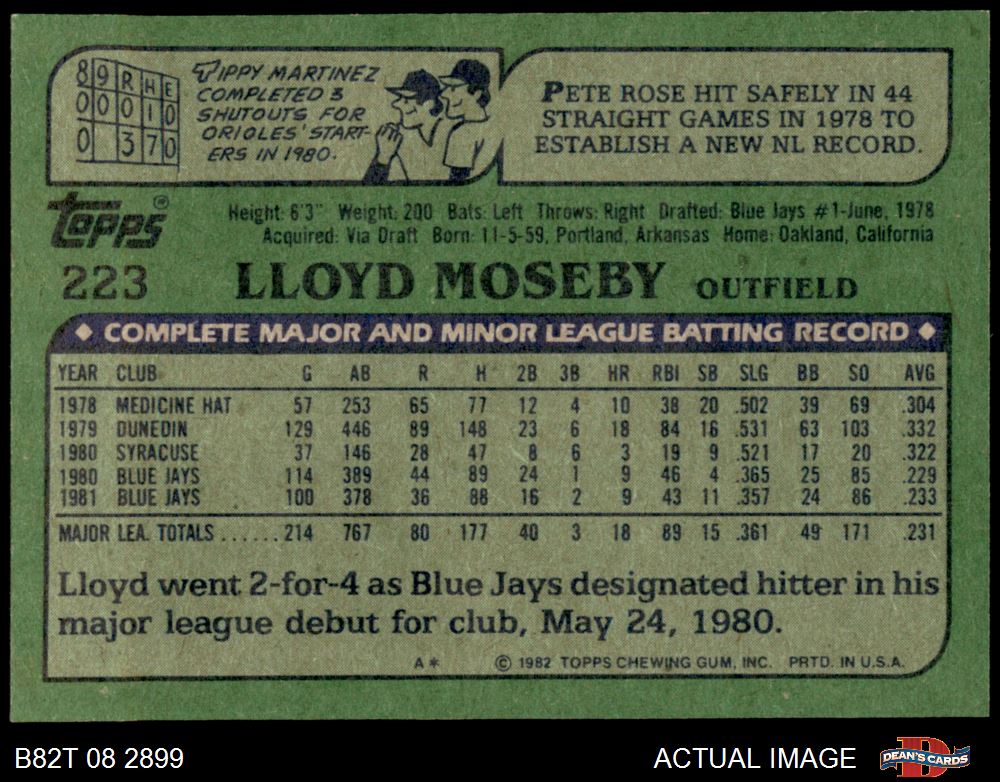 8 9 R H E
0 0 0 1 0
0 3 7 0
TIPPY MARTINEZ
COMPLETED 3
SHUTOUTS FOR
ORIOLES' START-
ERS IN 1980.
PETE ROSE HIT SAFELY IN 44
STRAIGHT GAMES IN 1978 TO
ESTABLISH A NEW NL RECORD.
Topps®
Height: 6'3" Weight: 200 Bats: Left Throws: Right Drafted: Blue Jays #1-June, 1978
Acquired: Via Draft Born: 11-5-59, Portland, Arkansas Home: Oakland, California
223 LLOYD MOSEBY OUTFIELD
◆ COMPLETE MAJOR AND MINOR LEAGUE BATTING RECORD ◆
YEAR CLUB G AB R H 2B 3B HR RBI SB SLG BB SO AVG
1978 MEDICINE HAT 57 253 65 77 12 4 10 38 20 .502 39 69 .304
1979 DUNEDIN 129 446 89 148 23 6 18 84 16 .531 63 103 .332
1980 SYRACUSE 37 146 28 47 8 6 3 19 9 .521 17 20 .322
1980 BLUE JAYS 114 389 44 89 24 1 9 46 4 .365 25 85 .229
1981 BLUE JAYS 100 378 36 88 16 2 9 43 11 .357 24 86 .233
MAJOR LEA. TOTALS ...... 214 767 80 177 40 3 18 89 15 .361 49 171 .231
Lloyd went 2-for-4 as Blue Jays designated hitter in his
major league debut for club, May 24, 1980.
A* © 1982 TOPPS CHEWING GUM, INC. PRTD. IN U.S.A.
B82T 08 2899 ACTUAL IMAGE DEAN'S CARDS